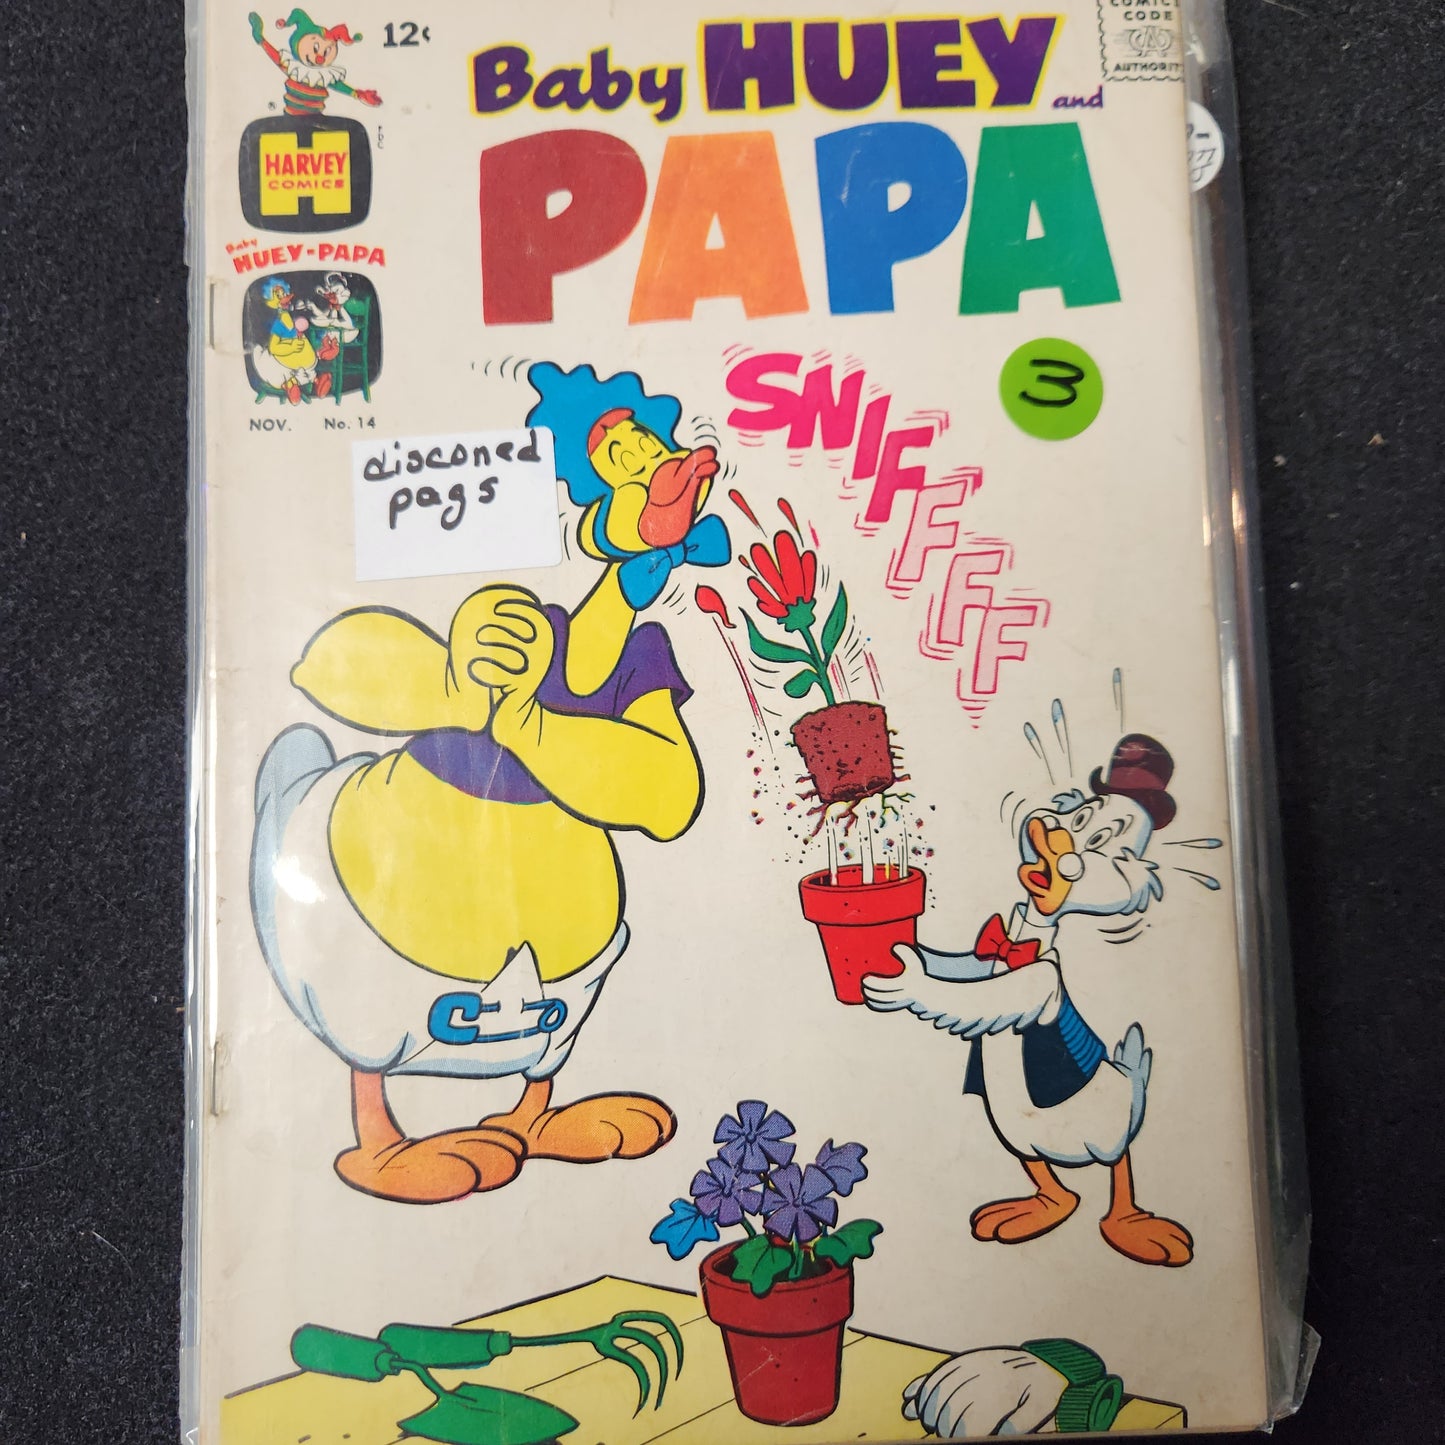 12¢
Baby HUEY and
PAPA
COMICS
CODE
AUTHORITY
HARVEY
COMICS
H
Baby
HUEY-PAPA
NOV. No. 14
disconed
pags
SNIFFFFF
3